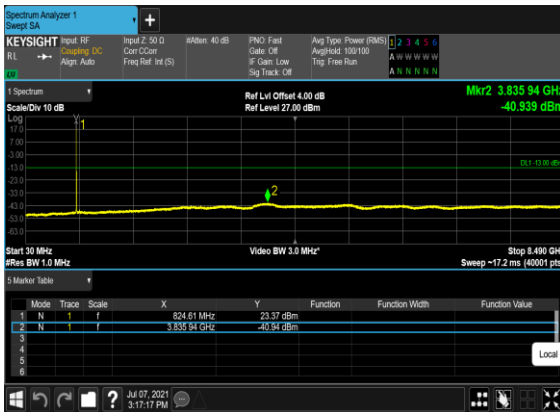 Spectrum Analyzer 1
Swept SA
KEYSIGHT Input: RF Input Z: 50 Ω #Atten: 40 dB PNO: Fast Avg Type: Power (RMS) 1 2 3 4 5 6
RL Coupling: DC Corr CCorr Gate: Off Avg|Hold: 100/100 A W W W W W
Align: Auto Freq Ref: Int (S) IF Gain: Low Trig: Free Run
Sig Track: Off A N N N N N
1 Spectrum Ref Lvl Offset 4.00 dB Mkr2 3.835 94 GHz
Scale/Div 10 dB Ref Level 27.00 dBm -40.939 dBm
Log
17.0
7.00
-3.00
-13.0
-23.0
-33.0
-43.0
-53.0
-63.0
1
DL1 -13.00 dB
2
Start 30 MHz Video BW 3.0 MHz* Stop 8.490 GH
#Res BW 1.0 MHz Sweep ~17.2 ms (40001 pts
5 Marker Table
Mode Trace Scale X Y Function Function Width Function Value
1 N 1 f 824.61 MHz 23.37 dBm
2 N 1 f 3.835 94 GHz -40.94 dBm
3
4
5
6
Local
? Jul 07, 2021
3:17:17 PM